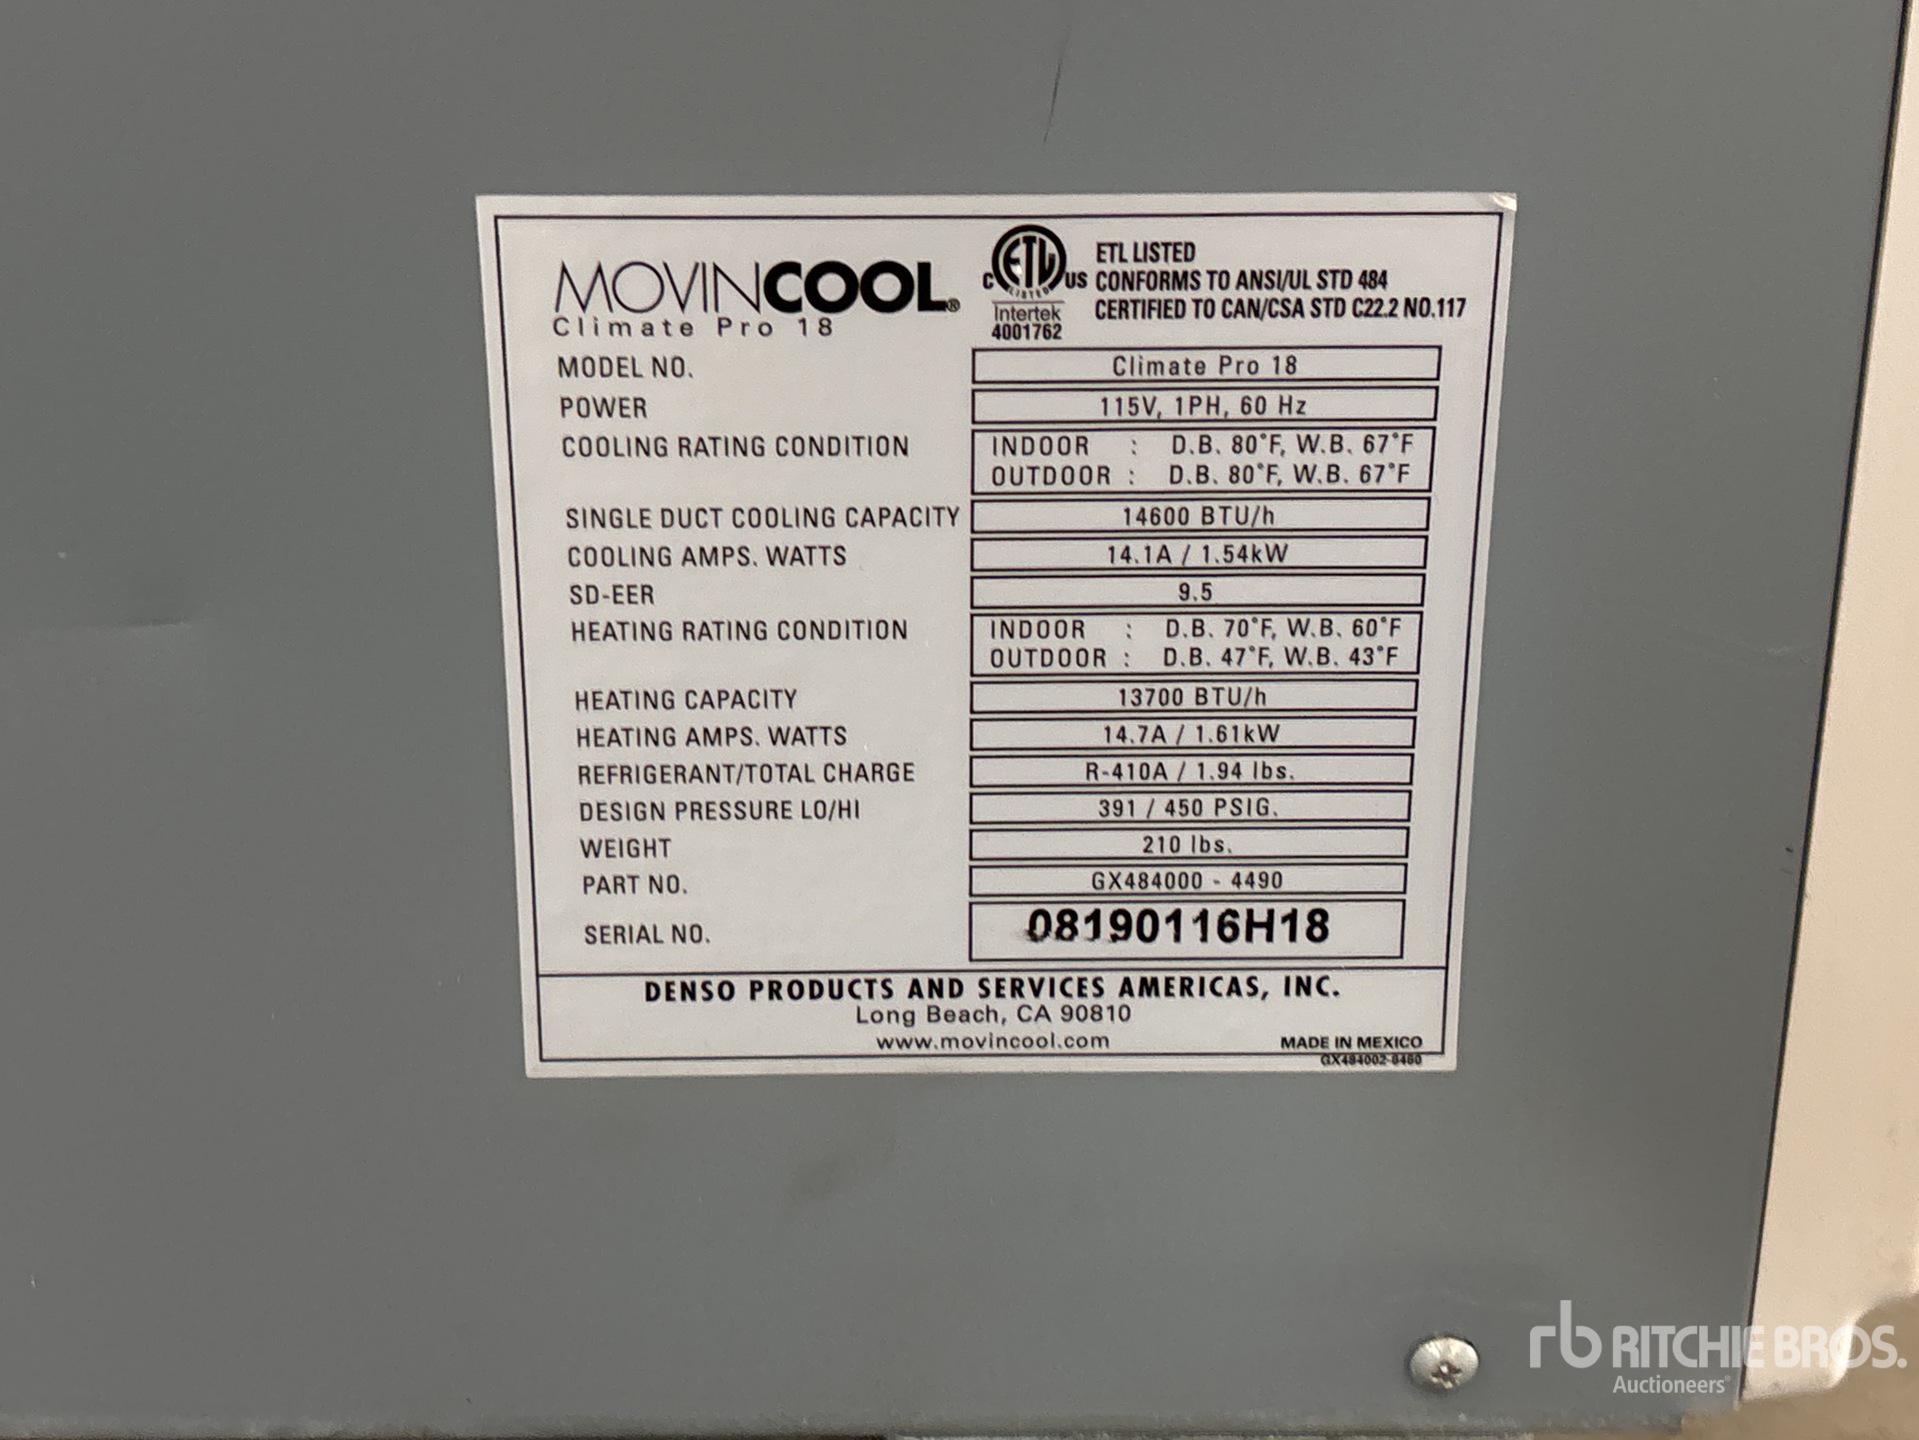 MOVINCOOL®
Climate Pro 18
C ETL LISTED US
Intertek
4001762
ETL LISTED
CONFORMS TO ANSI/UL STD 484
CERTIFIED TO CAN/CSA STD C22.2 NO.117
MODEL NO. Climate Pro 18
POWER 115V, 1PH, 60 Hz
COOLING RATING CONDITION INDOOR : D.B. 80°F, W.B. 67°F
OUTDOOR : D.B. 80°F, W.B. 67°F
SINGLE DUCT COOLING CAPACITY 14600 BTU/h
COOLING AMPS. WATTS 14.1A / 1.54kW
SD-EER 9.5
HEATING RATING CONDITION INDOOR : D.B. 70°F, W.B. 60°F
OUTDOOR : D.B. 47°F, W.B. 43°F
HEATING CAPACITY 13700 BTU/h
HEATING AMPS. WATTS 14.7A / 1.61kW
REFRIGERANT/TOTAL CHARGE R-410A / 1.94 lbs.
DESIGN PRESSURE LO/HI 391 / 450 PSIG.
WEIGHT 210 lbs.
PART NO. GX484000 - 4490
SERIAL NO. 08190116H18
DENSO PRODUCTS AND SERVICES AMERICAS, INC.
Long Beach, CA 90810
www.movincool.com
MADE IN MEXICO
GX484002-8460
rb RITCHIE BROS.
Auctioneers®